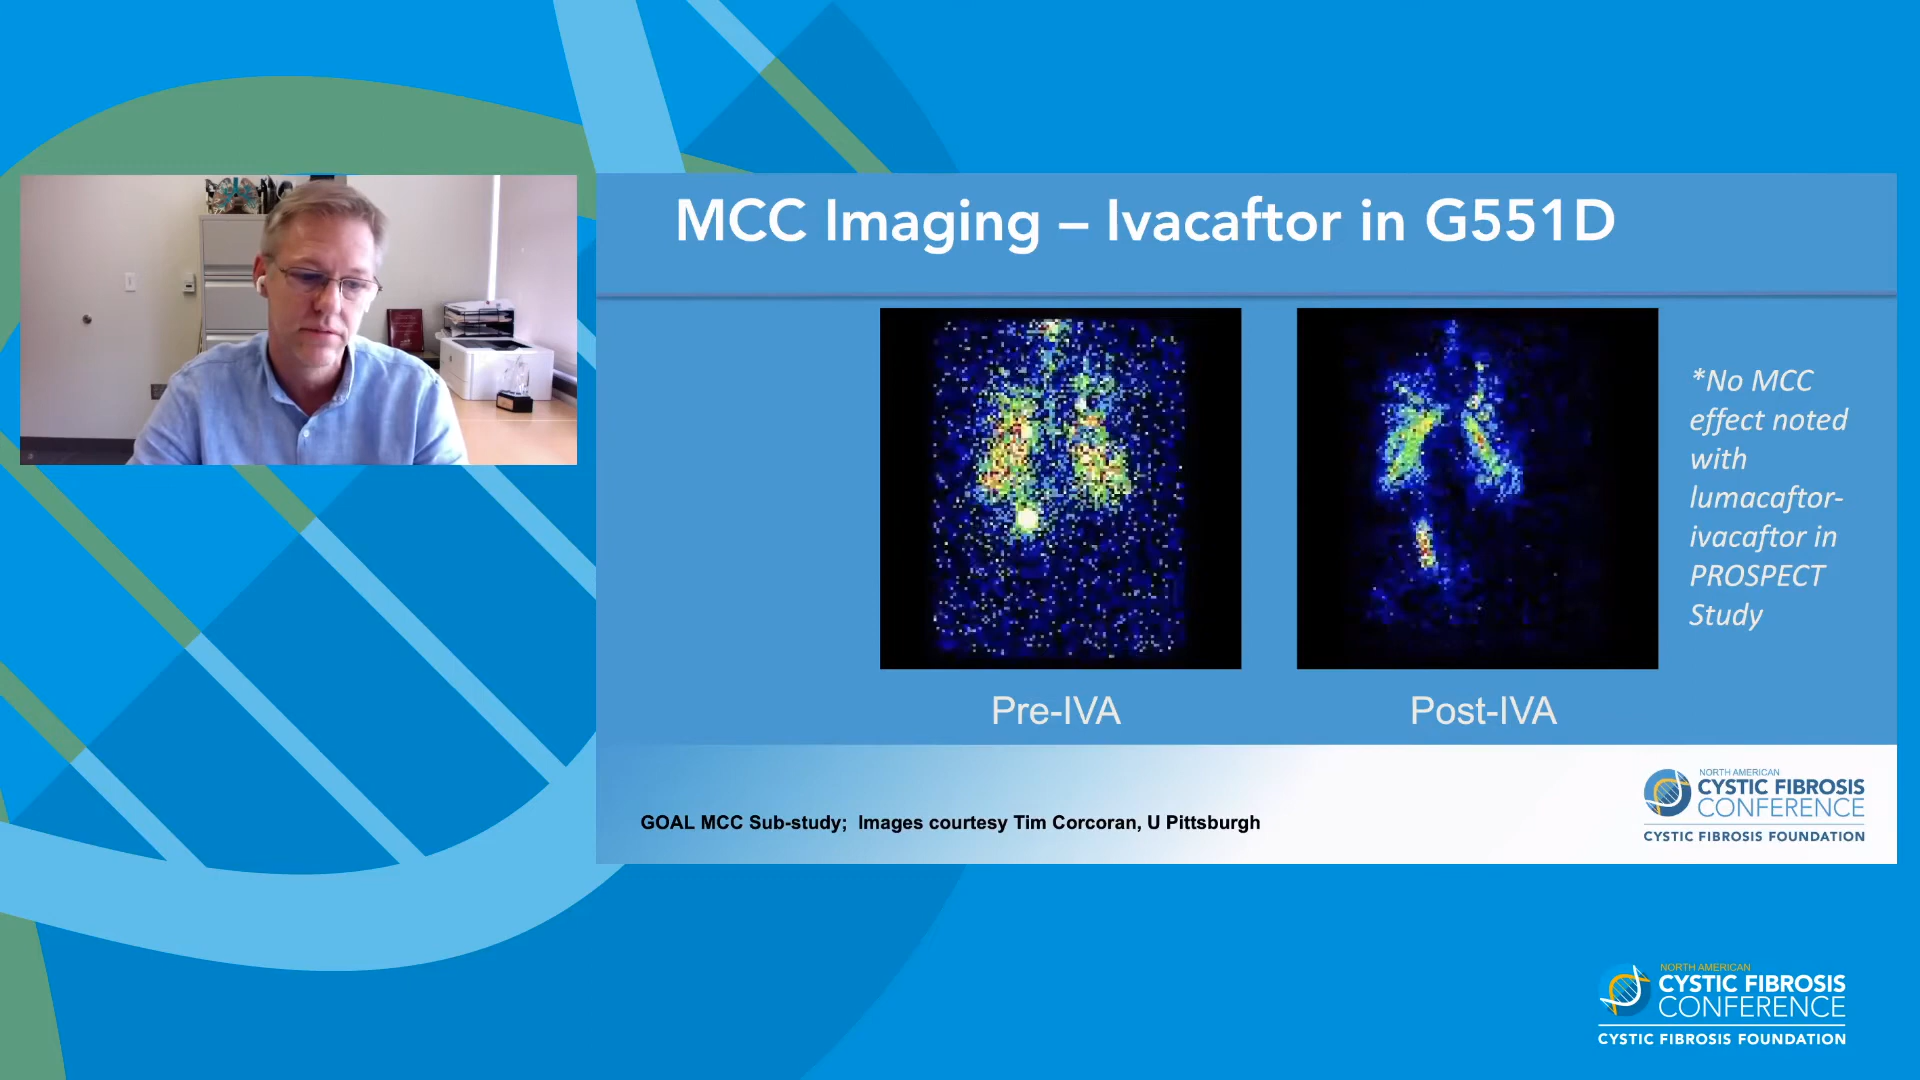 MCC Imaging – Ivacaftor in G551D
*No MCC
effect noted
with
lumacaftor-
ivacaftor in
PROSPECT
Study
Pre-IVA
Post-IVA
GOAL MCC Sub-study; Images courtesy Tim Corcoran, U Pittsburgh
NORTH AMERICAN
CYSTIC FIBROSIS
CONFERENCE
CYSTIC FIBROSIS FOUNDATION
NORTH AMERICAN
CYSTIC FIBROSIS
CONFERENCE
CYSTIC FIBROSIS FOUNDATION